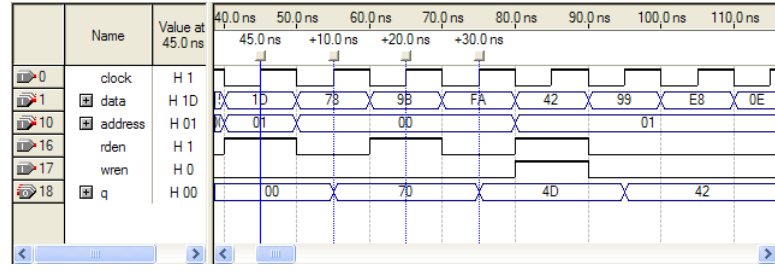 Name
Value at
45.0 ns
40.0 ns 50.0 ns 60.0 ns 70.0 ns 80.0 ns 90.0 ns 100.0 ns 110.0 ns
45.0 ns +10.0 ns +20.0 ns +30.0 ns
0 clock H 1
1 data H 1D 1D 78 9B FA 42 99 E8 0E
10 address H 01 01 00 01
16 rden H 1
17 wren H 0
18 q H 00 00 70 4D 42